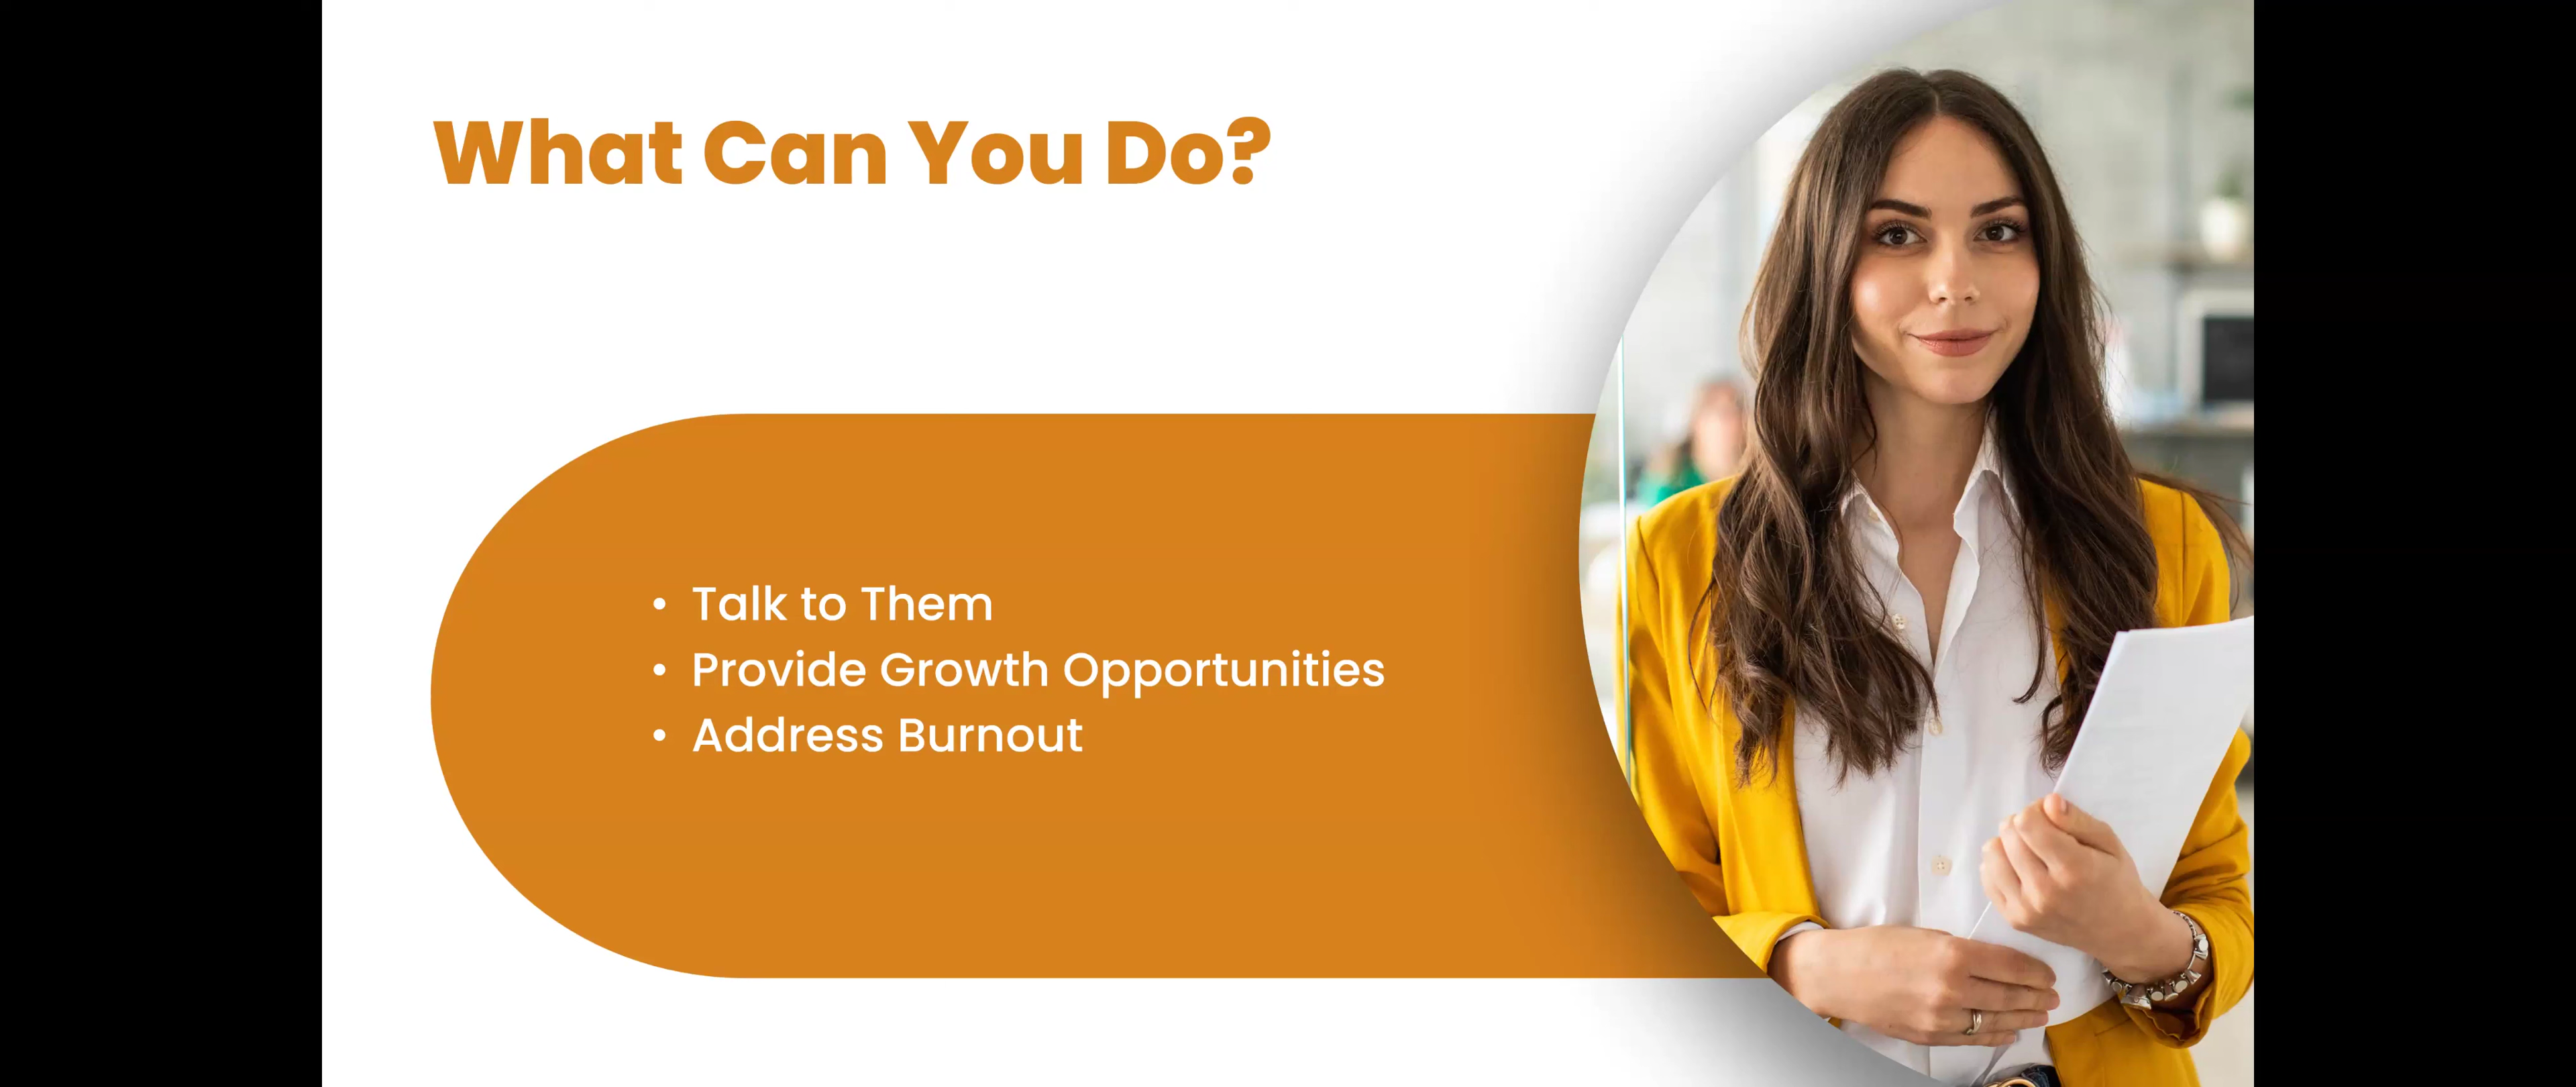 What Can You Do?
• Talk to Them
• Provide Growth Opportunities
• Address Burnout